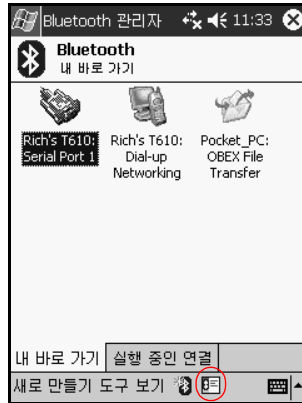 Bluetooth 관리자 11:33
Bluetooth
내 바로 가기
Rich's T610: Serial Port 1
Rich's T610: Dial-up Networking
Pocket_PC: OBEX File Transfer
내 바로 가기 실행 중인 연결
새로 만들기 도구 보기